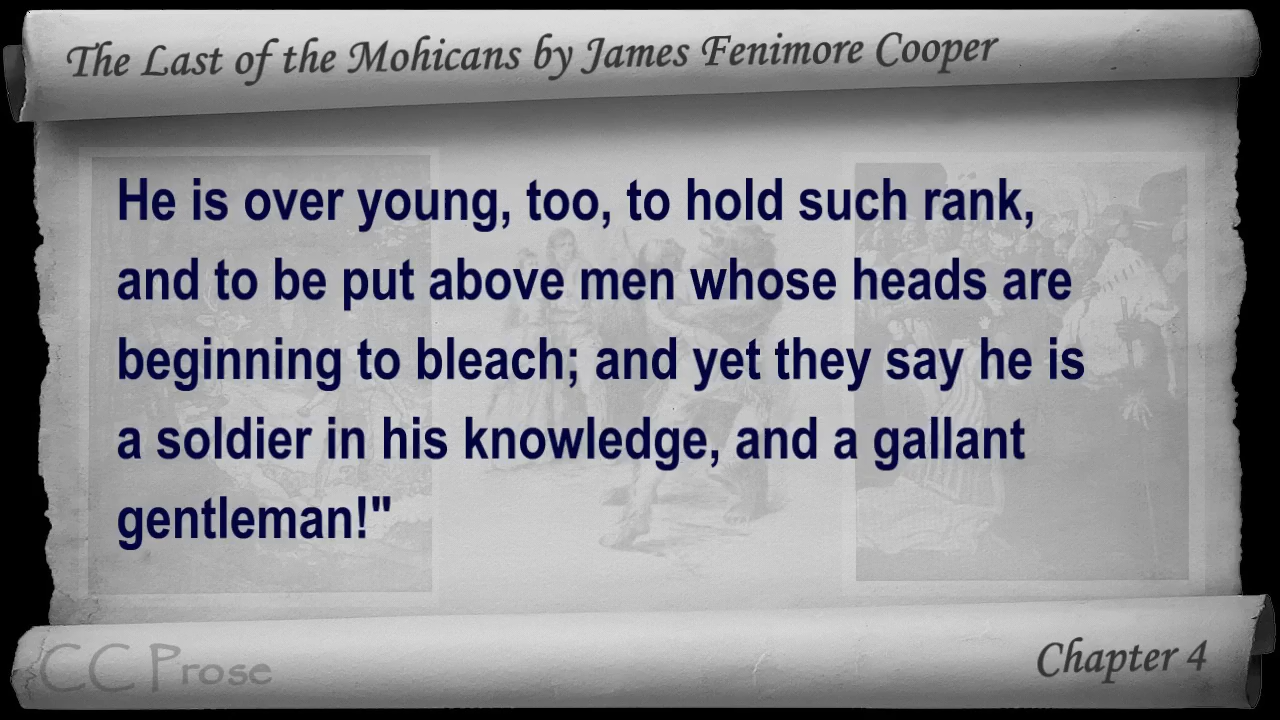 The Last of the Mohicans by James Fenimore Cooper
He is over young, too, to hold such rank,
and to be put above men whose heads are
beginning to bleach; and yet they say he is
a soldier in his knowledge, and a gallant
gentleman!"
CC Prose
Chapter 4